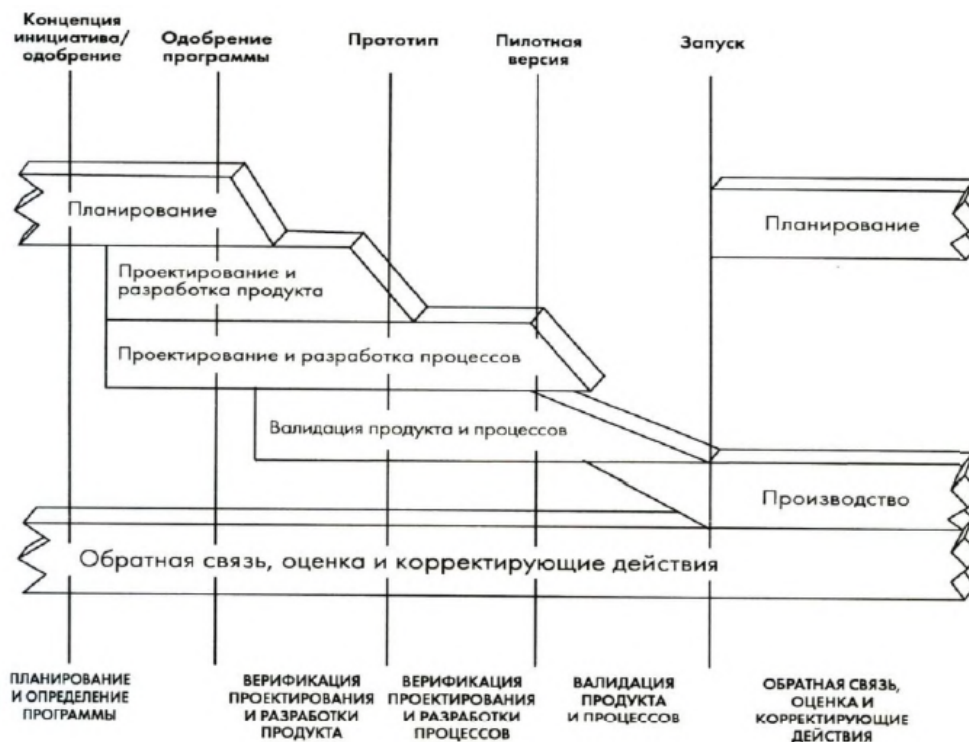 Концепция
инициатива/
одобрение
Одобрение
программы
Прототип
Пилотная
версия
Запуск
Планирование
Планирование
Проектирование и
разработка продукта
Проектирование и разработка процессов
Валидация продукта и процессов
Производство
Обратная связь, оценка и корректирующие действия
ПЛАНИРОВАНИЕ
И ОПРЕДЕЛЕНИЕ
ПРОГРАММЫ
ВЕРИФИКАЦИЯ
ПРОЕКТИРОВАНИЯ
И РАЗРАБОТКИ
ПРОДУКТА
ВЕРИФИКАЦИЯ
ПРОЕКТИРОВАНИЯ
И РАЗРАБОТКИ
ПРОЦЕССОВ
ВАЛИДАЦИЯ
ПРОДУКТА
И ПРОЦЕССОВ
ОБРАТНАЯ СВЯЗЬ,
ОЦЕНКА И
КОРРЕКТИРУЮЩИЕ
ДЕЙСТВИЯ